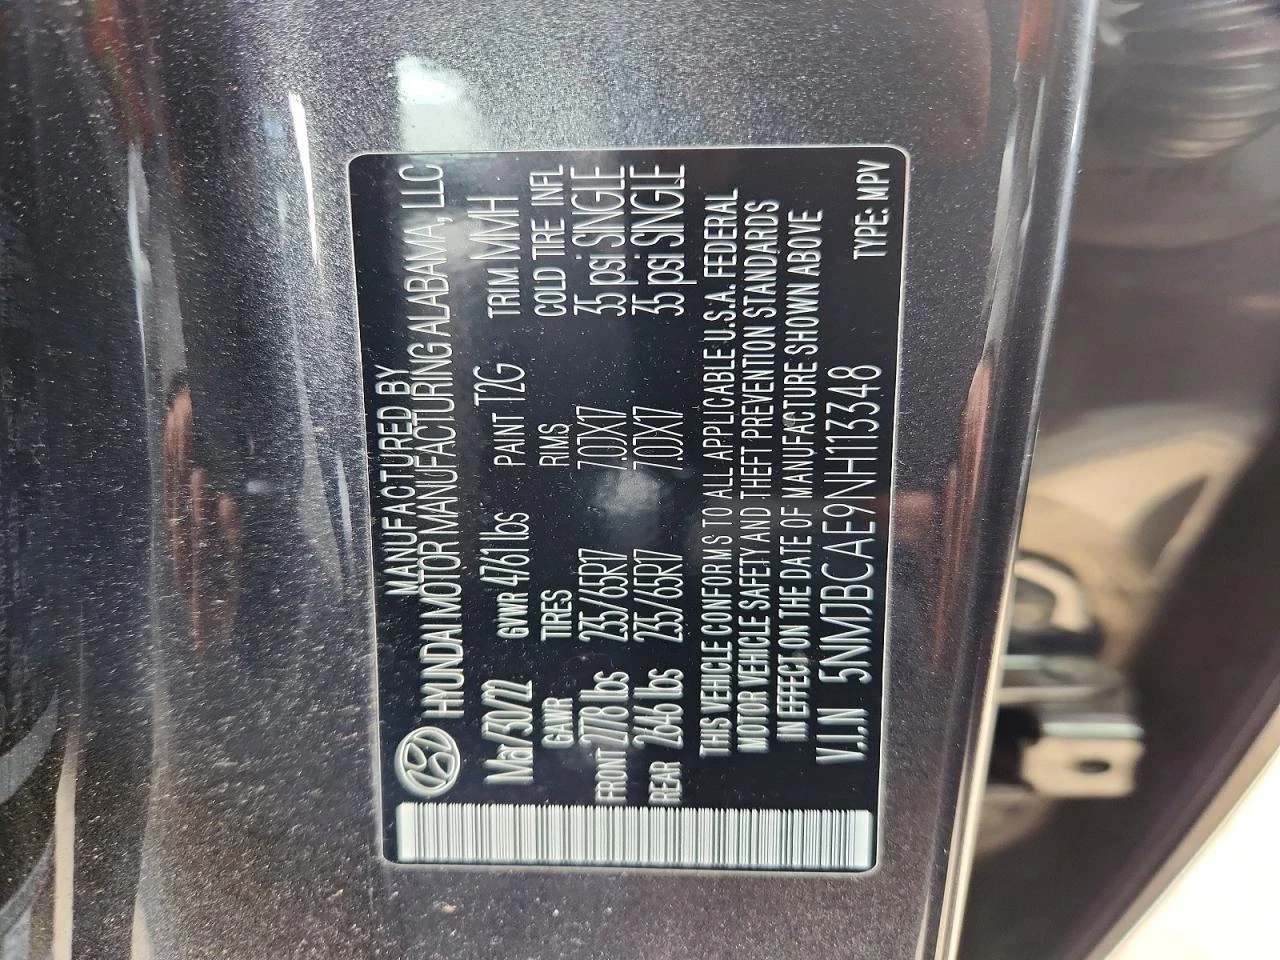 MANUFACTURED BY
HYUNDAI MOTOR MANUFACTURING ALABAMA, LLC
Mar/30/22 GVWR 4761 lbs PAINT T2G TRIM MMH
GAWR TIRES RMS COLD TIRE INFL
FRONT 2778 lbs 235/65R17 7.0JX17 35 psi SINGLE
REAR 2646 lbs 235/65R17 7.0JX17 35 psi SINGLE
THIS VEHICLE CONFORMS TO ALL APPLICABLE U.S.A. FEDERAL
MOTOR VEHICLE SAFETY AND THEFT PREVENTION STANDARDS
IN EFFECT ON THE DATE OF MANUFACTURE SHOWN ABOVE
V.I.N 5NMJBCAE9NH113348 TYPE: MPV